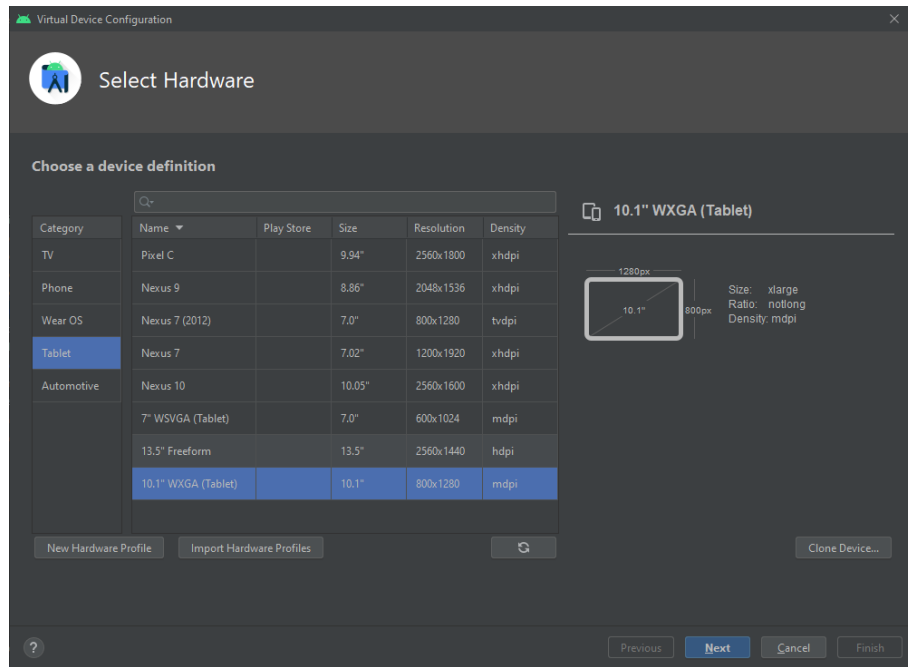 Virtual Device Configuration
Select Hardware
Choose a device definition
Category Name Play Store Size Resolution Density
TV Pixel C 9.94" 2560x1800 xhdpi
Phone Nexus 9 8.86" 2048x1536 xhdpi
Wear OS Nexus 7 (2012) 7.0" 800x1280 tvdpi
Tablet Nexus 7 7.02" 1200x1920 xhdpi
Automotive Nexus 10 10.05" 2560x1600 xhdpi
7" WSVGA (Tablet) 7.0" 600x1024 mdpi
13.5" Freeform 13.5" 2560x1440 hdpi
10.1" WXGA (Tablet) 10.1" 800x1280 mdpi
New Hardware Profile Import Hardware Profiles
10.1" WXGA (Tablet)
1280px
10.1" 800px
Size: xlarge
Ratio: notlong
Density: mdpi
Clone Device...
? Previous Next Cancel Finish